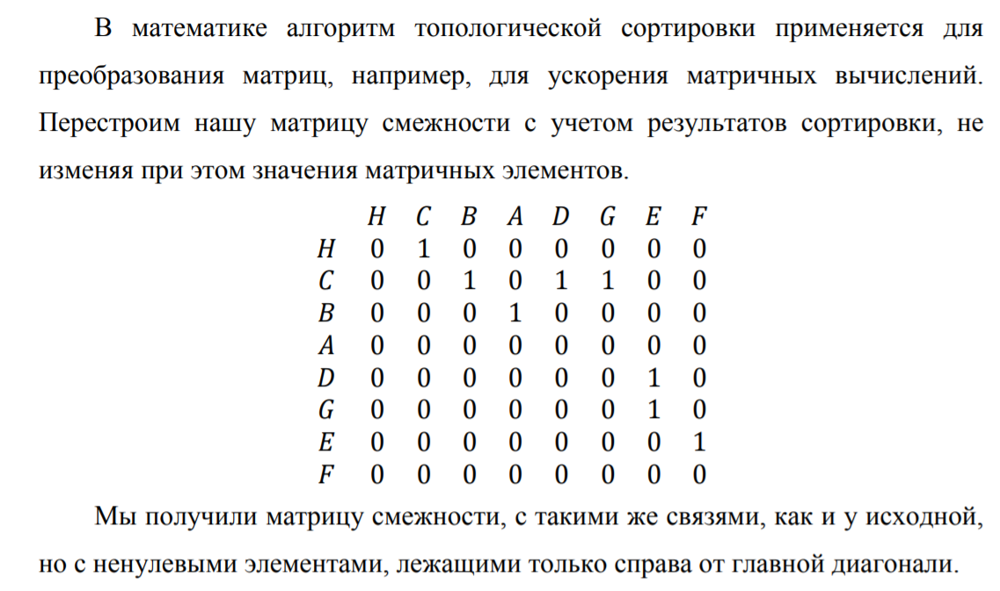 В математике алгоритм топологической сортировки применяется для
преобразования матриц, например, для ускорения матричных вычислений.
Перестроим нашу матрицу смежности с учетом результатов сортировки, не
изменяя при этом значения матричных элементов.
H C B A D G E F
H 0 1 0 0 0 0 0 0
C 0 0 1 0 1 1 0 0
B 0 0 0 1 0 0 0 0
A 0 0 0 0 0 0 0 0
D 0 0 0 0 0 0 1 0
G 0 0 0 0 0 0 1 0
E 0 0 0 0 0 0 0 1
F 0 0 0 0 0 0 0 0
Мы получили матрицу смежности, с такими же связями, как и у исходной,
но с ненулевыми элементами, лежащими только справа от главной диагонали.